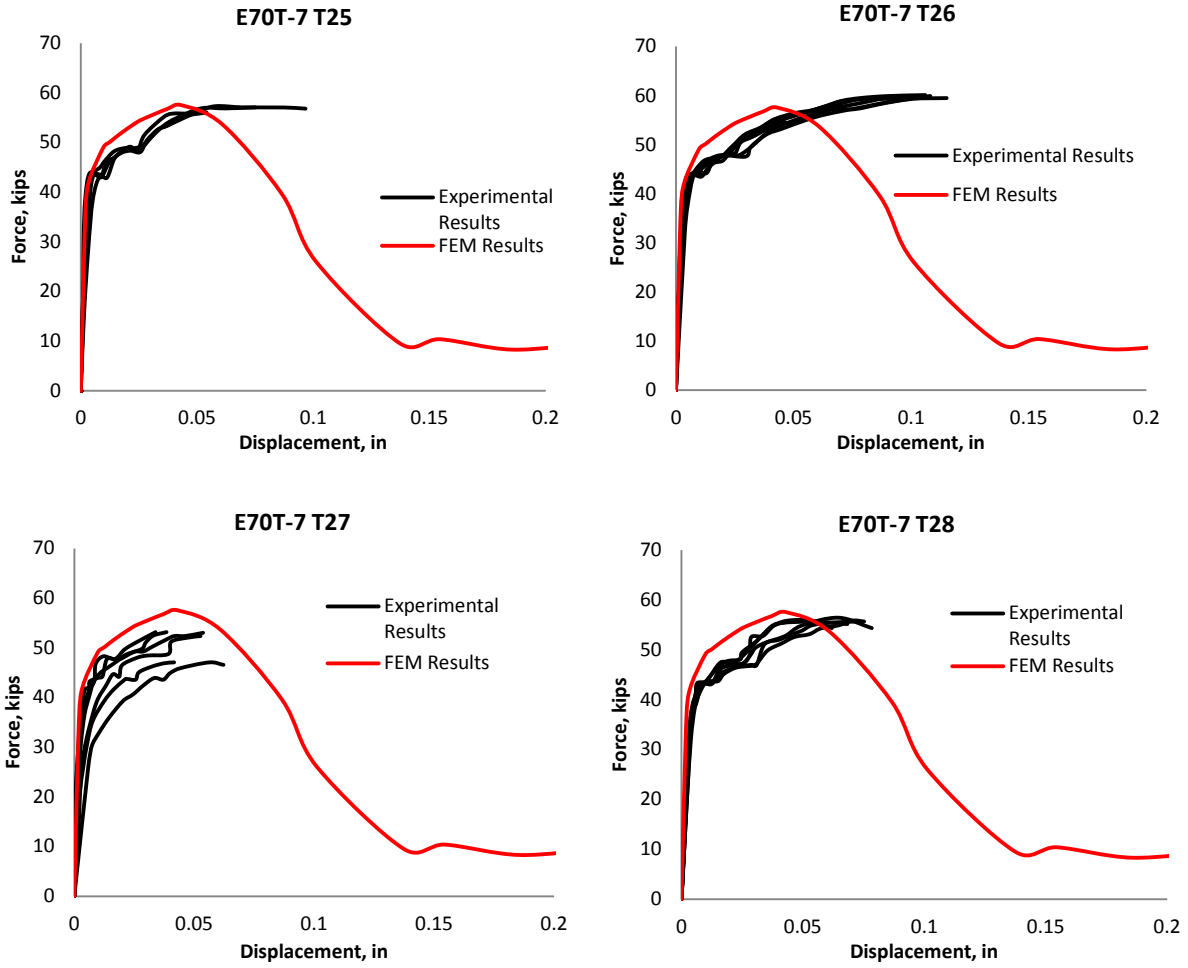 E70T-7 T25
70
60
50
40
30
20
10
0
Force, kips
Experimental
Results
FEM Results
0
0.05
0.1
0.15
0.2
Displacement, in
E70T-7 T26
70
60
50
40
30
20
10
0
Force, kips
Experimental Results
FEM Results
0
0.05
0.1
0.15
0.2
Displacement, in
E70T-7 T27
70
60
50
40
30
20
10
0
Force, kips
Experimental
Results
FEM Results
0
0.05
0.1
0.15
0.2
Displacement, in
E70T-7 T28
70
60
50
40
30
20
10
0
Force, kips
Experimental
Results
FEM Results
0
0.05
0.1
0.15
0.2
Displacement, in